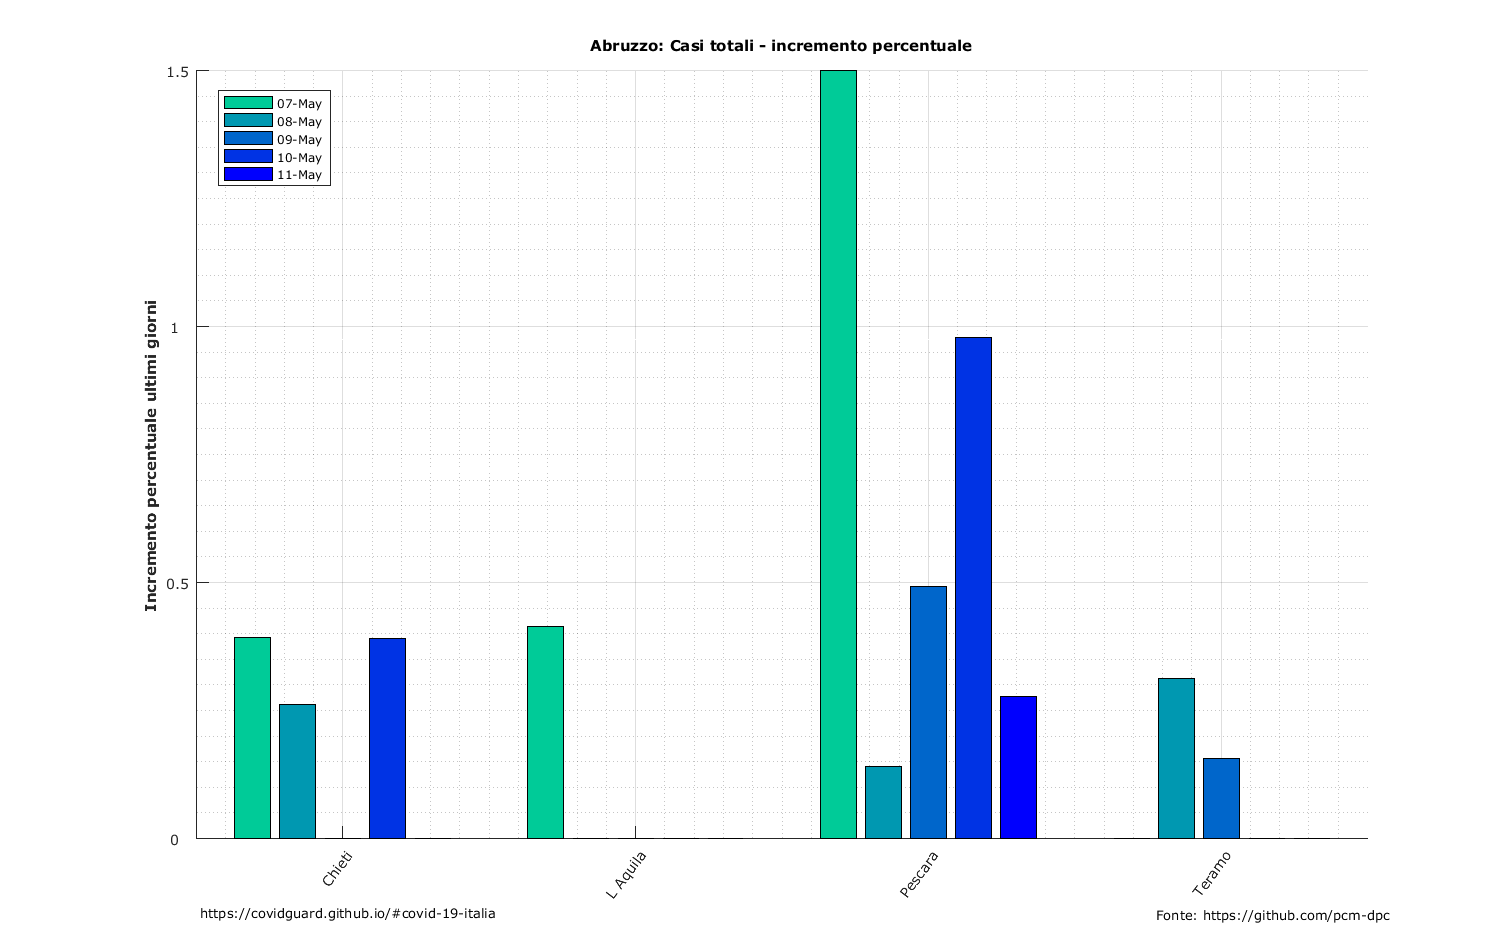 Abruzzo: Casi totali - incremento percentuale
1.5
07-May
08-May
09-May
10-May
11-May
Incremento percentuale ultimi giorni
1
0.5
0
Chieti
L Aquila
Pescara
Teramo
https://covidguard.github.io/#covid-19-italia
Fonte: https://github.com/pcm-dpc